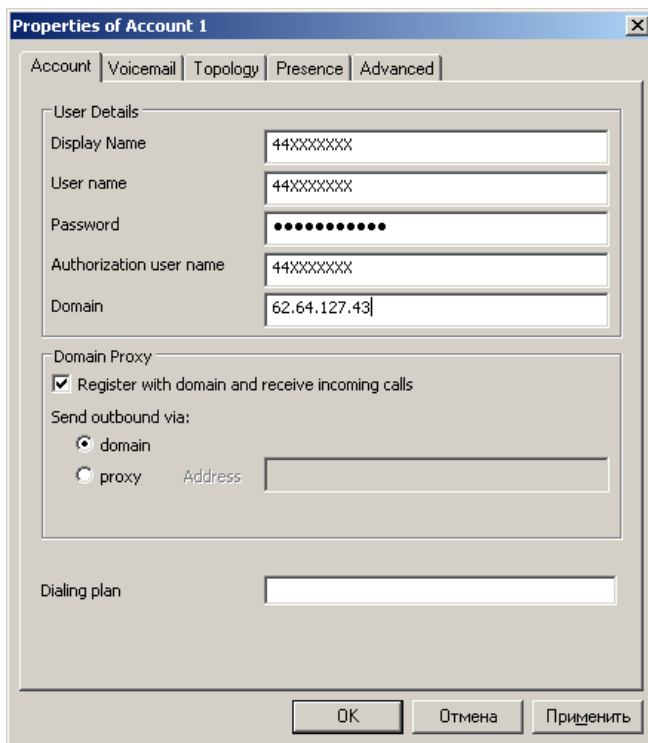 Properties of Account 1
Account Voicemail Topology Presence Advanced
User Details
Display Name 44XXXXXXX
User name 44XXXXXXX
Password ●●●●●●●●●●●
Authorization user name 44XXXXXXX
Domain 62.64.127.43
Domain Proxy
Register with domain and receive incoming calls
Send outbound via:
domain
proxy Address
Dialing plan
OK Отмена Применить